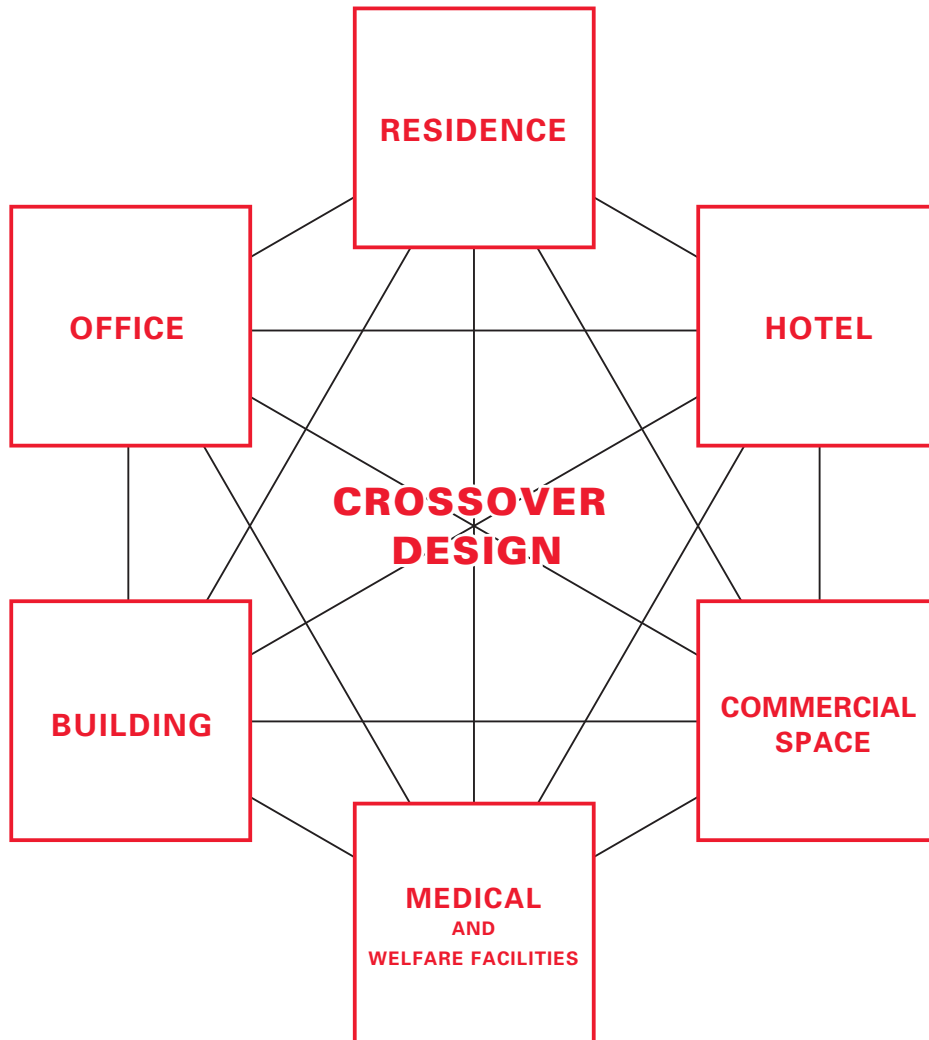 RESIDENCE
OFFICE
HOTEL
CROSSOVER
DESIGN
BUILDING
COMMERCIAL
SPACE
MEDICAL
AND
WELFARE FACILITIES